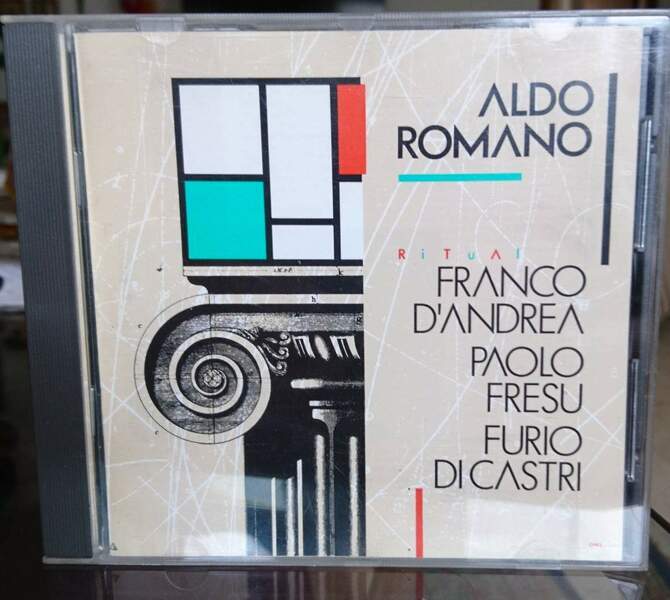 ALDO
ROMANO
RiTuAl
FRANCO
D'ANDREA
PAOLO
FRESU
FURIO
DI CASTRI
k
h
g
c
c